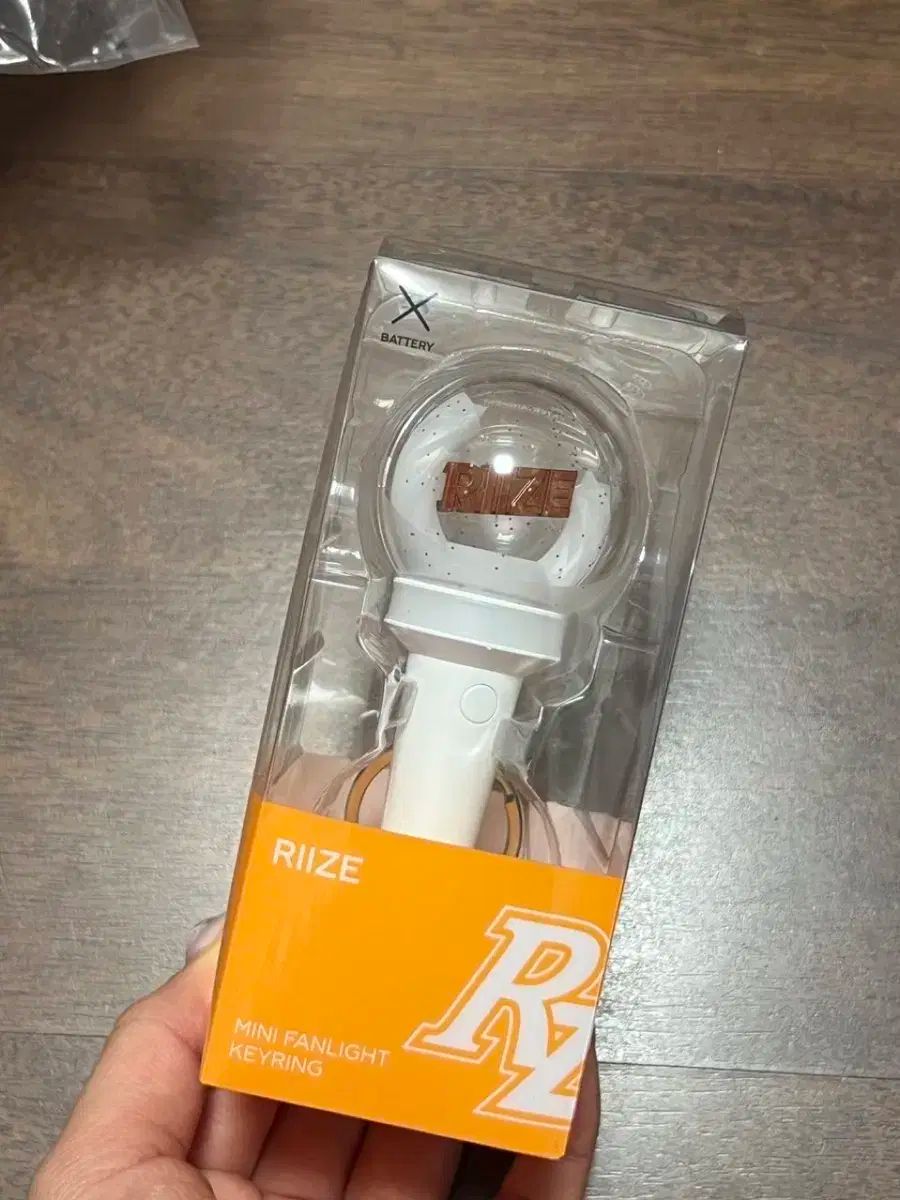 BATTERY
RIIZE
RIIZE
MINI FANLIGHT
KEYRING
RZ